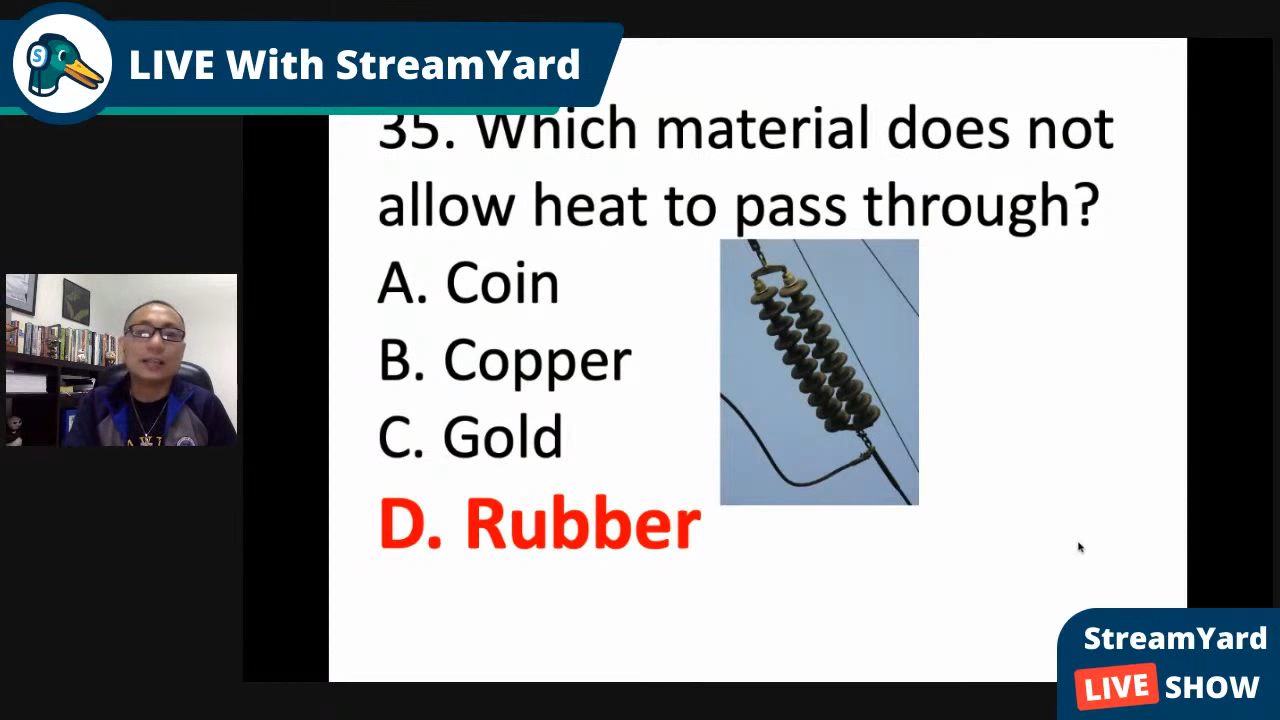 LIVE With StreamYard
35. Which material does not
allow heat to pass through?
A. Coin
B. Copper
C. Gold
D. Rubber
StreamYard
LIVE SHOW